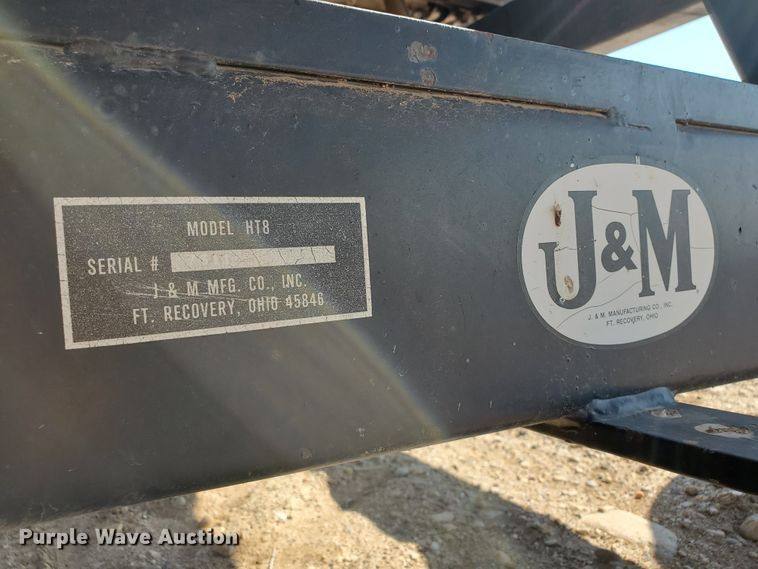 MODEL HT8
SERIAL #
J & M MFG. CO., INC.
FT. RECOVERY, OHIO 45846
J&M
J. & M. MANUFACTURING CO., INC.
FT. RECOVERY, OHIO
Purple Wave Auction